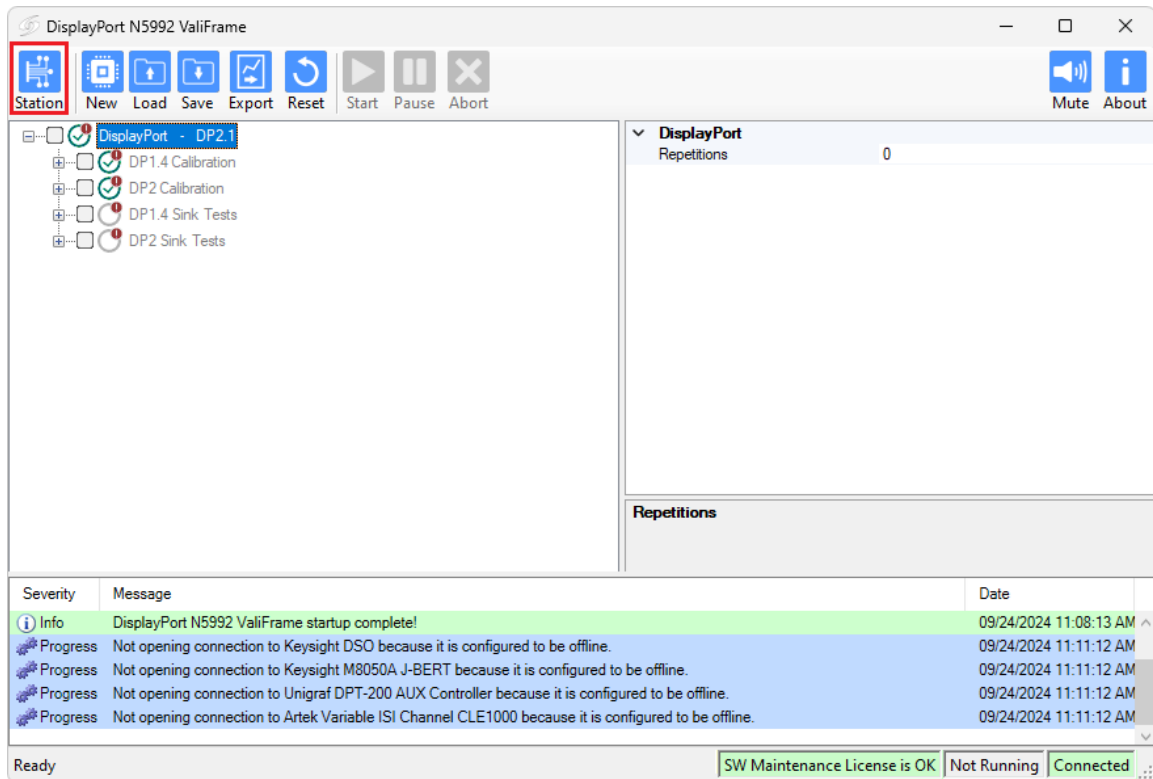 DisplayPort N5992 ValiFrame
Station New Load Save Export Reset Start Pause Abort Mute About
DisplayPort - DP2.1
DP1.4 Calibration
DP2 Calibration
DP1.4 Sink Tests
DP2 Sink Tests
DisplayPort
Repetitions 0
Repetitions
Severity Message Date
Info DisplayPort N5992 ValiFrame startup complete! 09/24/2024 11:08:13 AM
Progress Not opening connection to Keysight DSO because it is configured to be offline. 09/24/2024 11:11:12 AM
Progress Not opening connection to Keysight M8050A J-BERT because it is configured to be offline. 09/24/2024 11:11:12 AM
Progress Not opening connection to Unigraf DPT-200 AUX Controller because it is configured to be offline. 09/24/2024 11:11:12 AM
Progress Not opening connection to Artek Variable ISI Channel CLE1000 because it is configured to be offline. 09/24/2024 11:11:12 AM
Ready SW Maintenance License is OK Not Running Connected